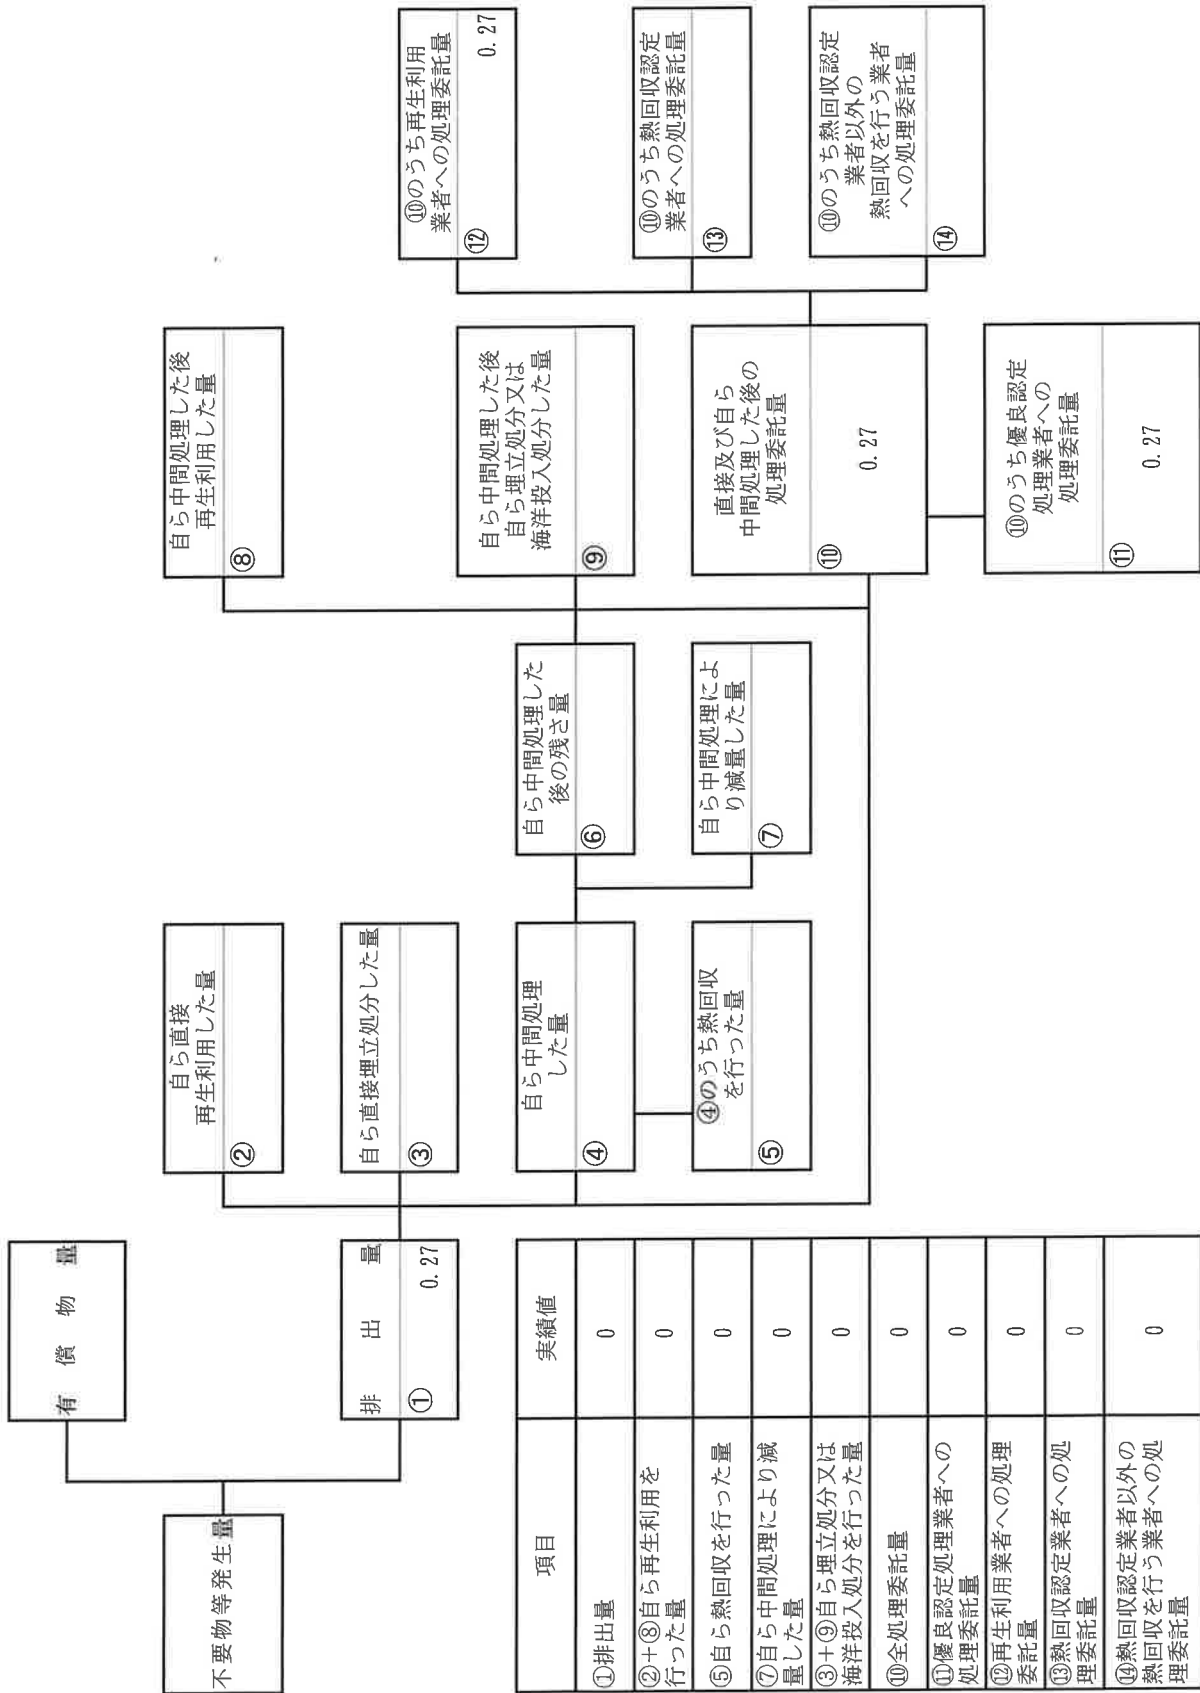 有償物量
不要物等発生量
排出量
① 0.27
自ら直接
再生利用した量
②
自ら直接埋立処分した量
③
自ら中間処理
した量
④
④のうち熱回収
を行った量
⑤
自ら中間処理した
後の残さ量
⑥
自ら中間処理によ
り減量した量
⑦
自ら中間処理した後
再生利用した量
⑧
自ら中間処理した後
自ら埋立処分又は
海洋投入処分した量
⑨
直接及び自ら
中間処理した後の
処理委託量
⑩
0.27
⑩のうち優良認定
処理業者への
処理委託量
⑪
0.27
⑩のうち再生利用
業者への処理委託量
⑫ 0.27
⑩のうち熱回収認定
業者への処理委託量
⑬
⑩のうち熱回収認定
業者以外の
熱回収を行う業者
への処理委託量
⑭
項目 実績値
①排出量 0
②+⑧自ら再生利用を
行った量 0
⑤自ら熱回収を行った量 0
⑦自ら中間処理により減
量した量 0
③+⑨自ら埋立処分又は
海洋投入処分を行った量 0
⑩全処理委託量 0
⑪優良認定処理業者への
処理委託量 0
⑫再生利用業者への処理
委託量 0
⑬熱回収認定業者への処
理委託量 0
⑭熱回収認定業者以外の
熱回収を行う業者への処
理委託量 0